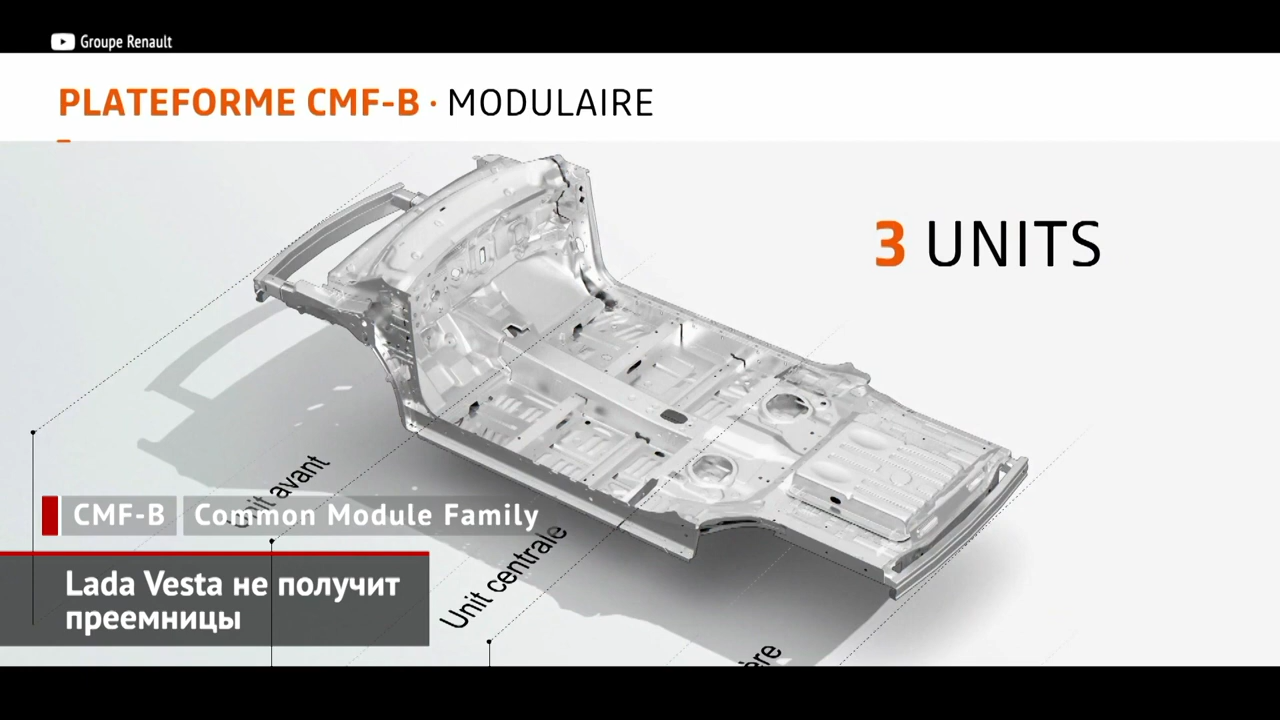 Groupe Renault
PLATEFORME CMF-B · MODULAIRE
3 UNITS
Unit avant
CMF-B Common Module Family
Unit centrale
Lada Vesta не получит
преемницы